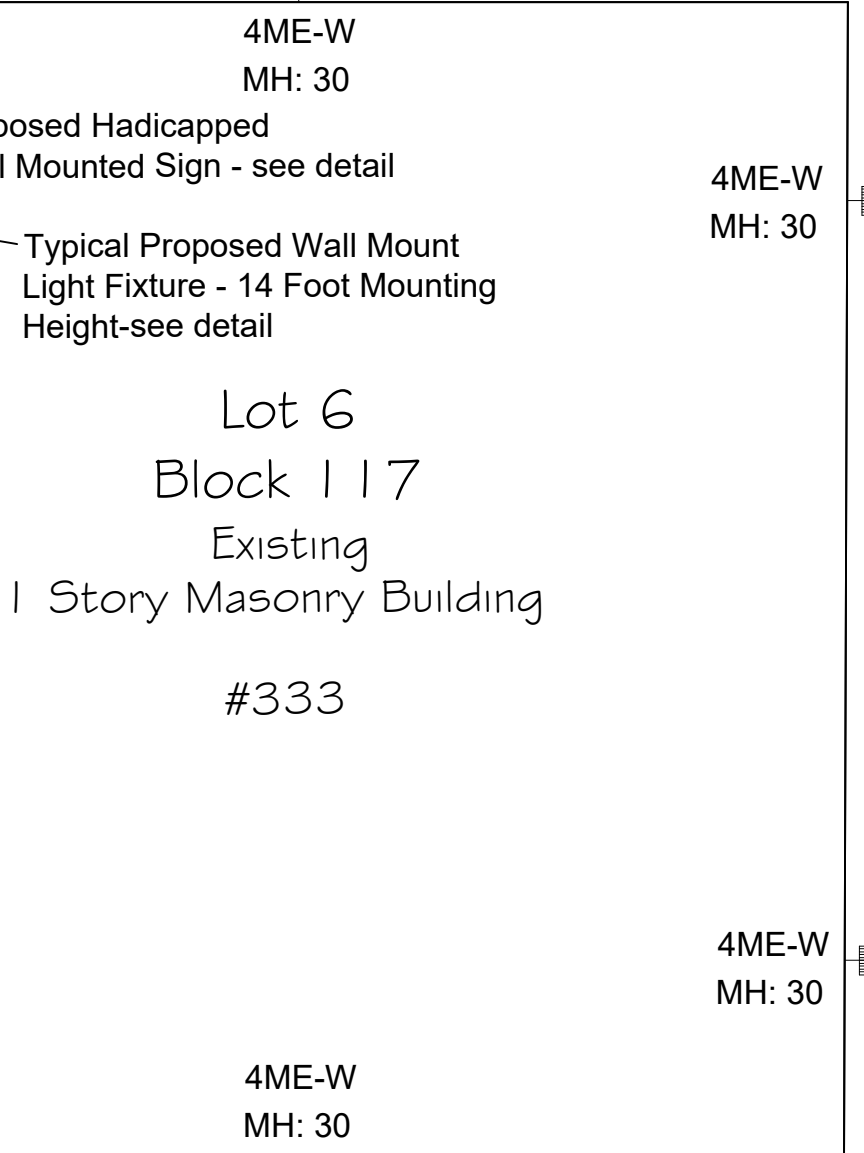 4ME-W
MH: 30
posed Hadicapped
l Mounted Sign - see detail
4ME-W
MH: 30
Typical Proposed Wall Mount
Light Fixture - 14 Foot Mounting
Height-see detail
Lot 6
Block 117
Existing
1 Story Masonry Building
#333
4ME-W
MH: 30
4ME-W
MH: 30